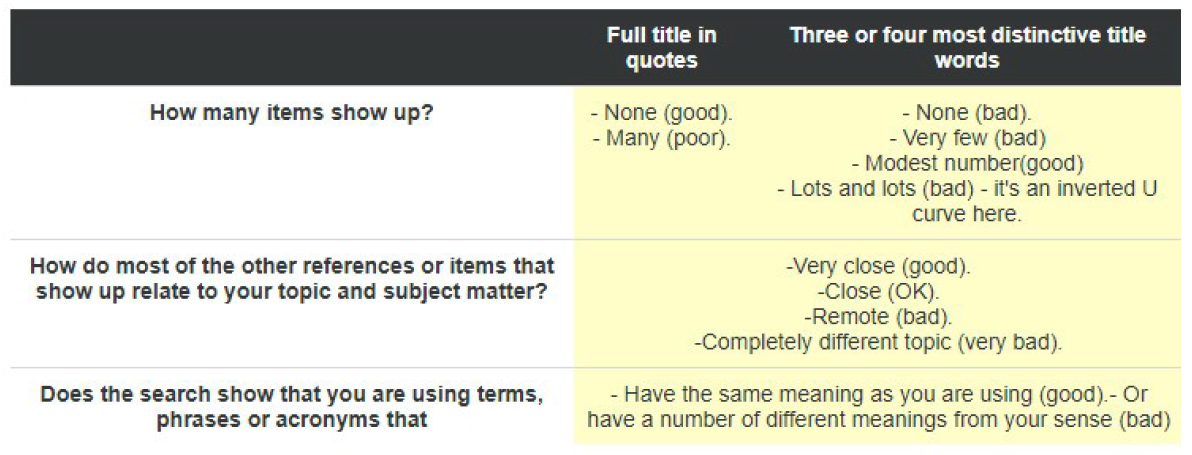 Full title in
quotes
Three or four most distinctive title
words
How many items show up?
- None (good).
- Many (poor).
- None (bad).
- Very few (bad)
- Modest number(good)
- Lots and lots (bad) - it's an inverted U
curve here.
How do most of the other references or items that
show up relate to your topic and subject matter?
-Very close (good).
-Close (OK).
-Remote (bad).
-Completely different topic (very bad).
Does the search show that you are using terms,
phrases or acronyms that
- Have the same meaning as you are using (good).- Or
have a number of different meanings from your sense (bad)